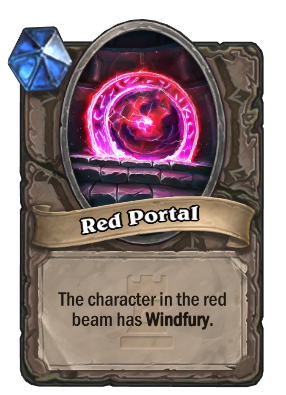 Red Portal
The character in the red
beam has Windfury.